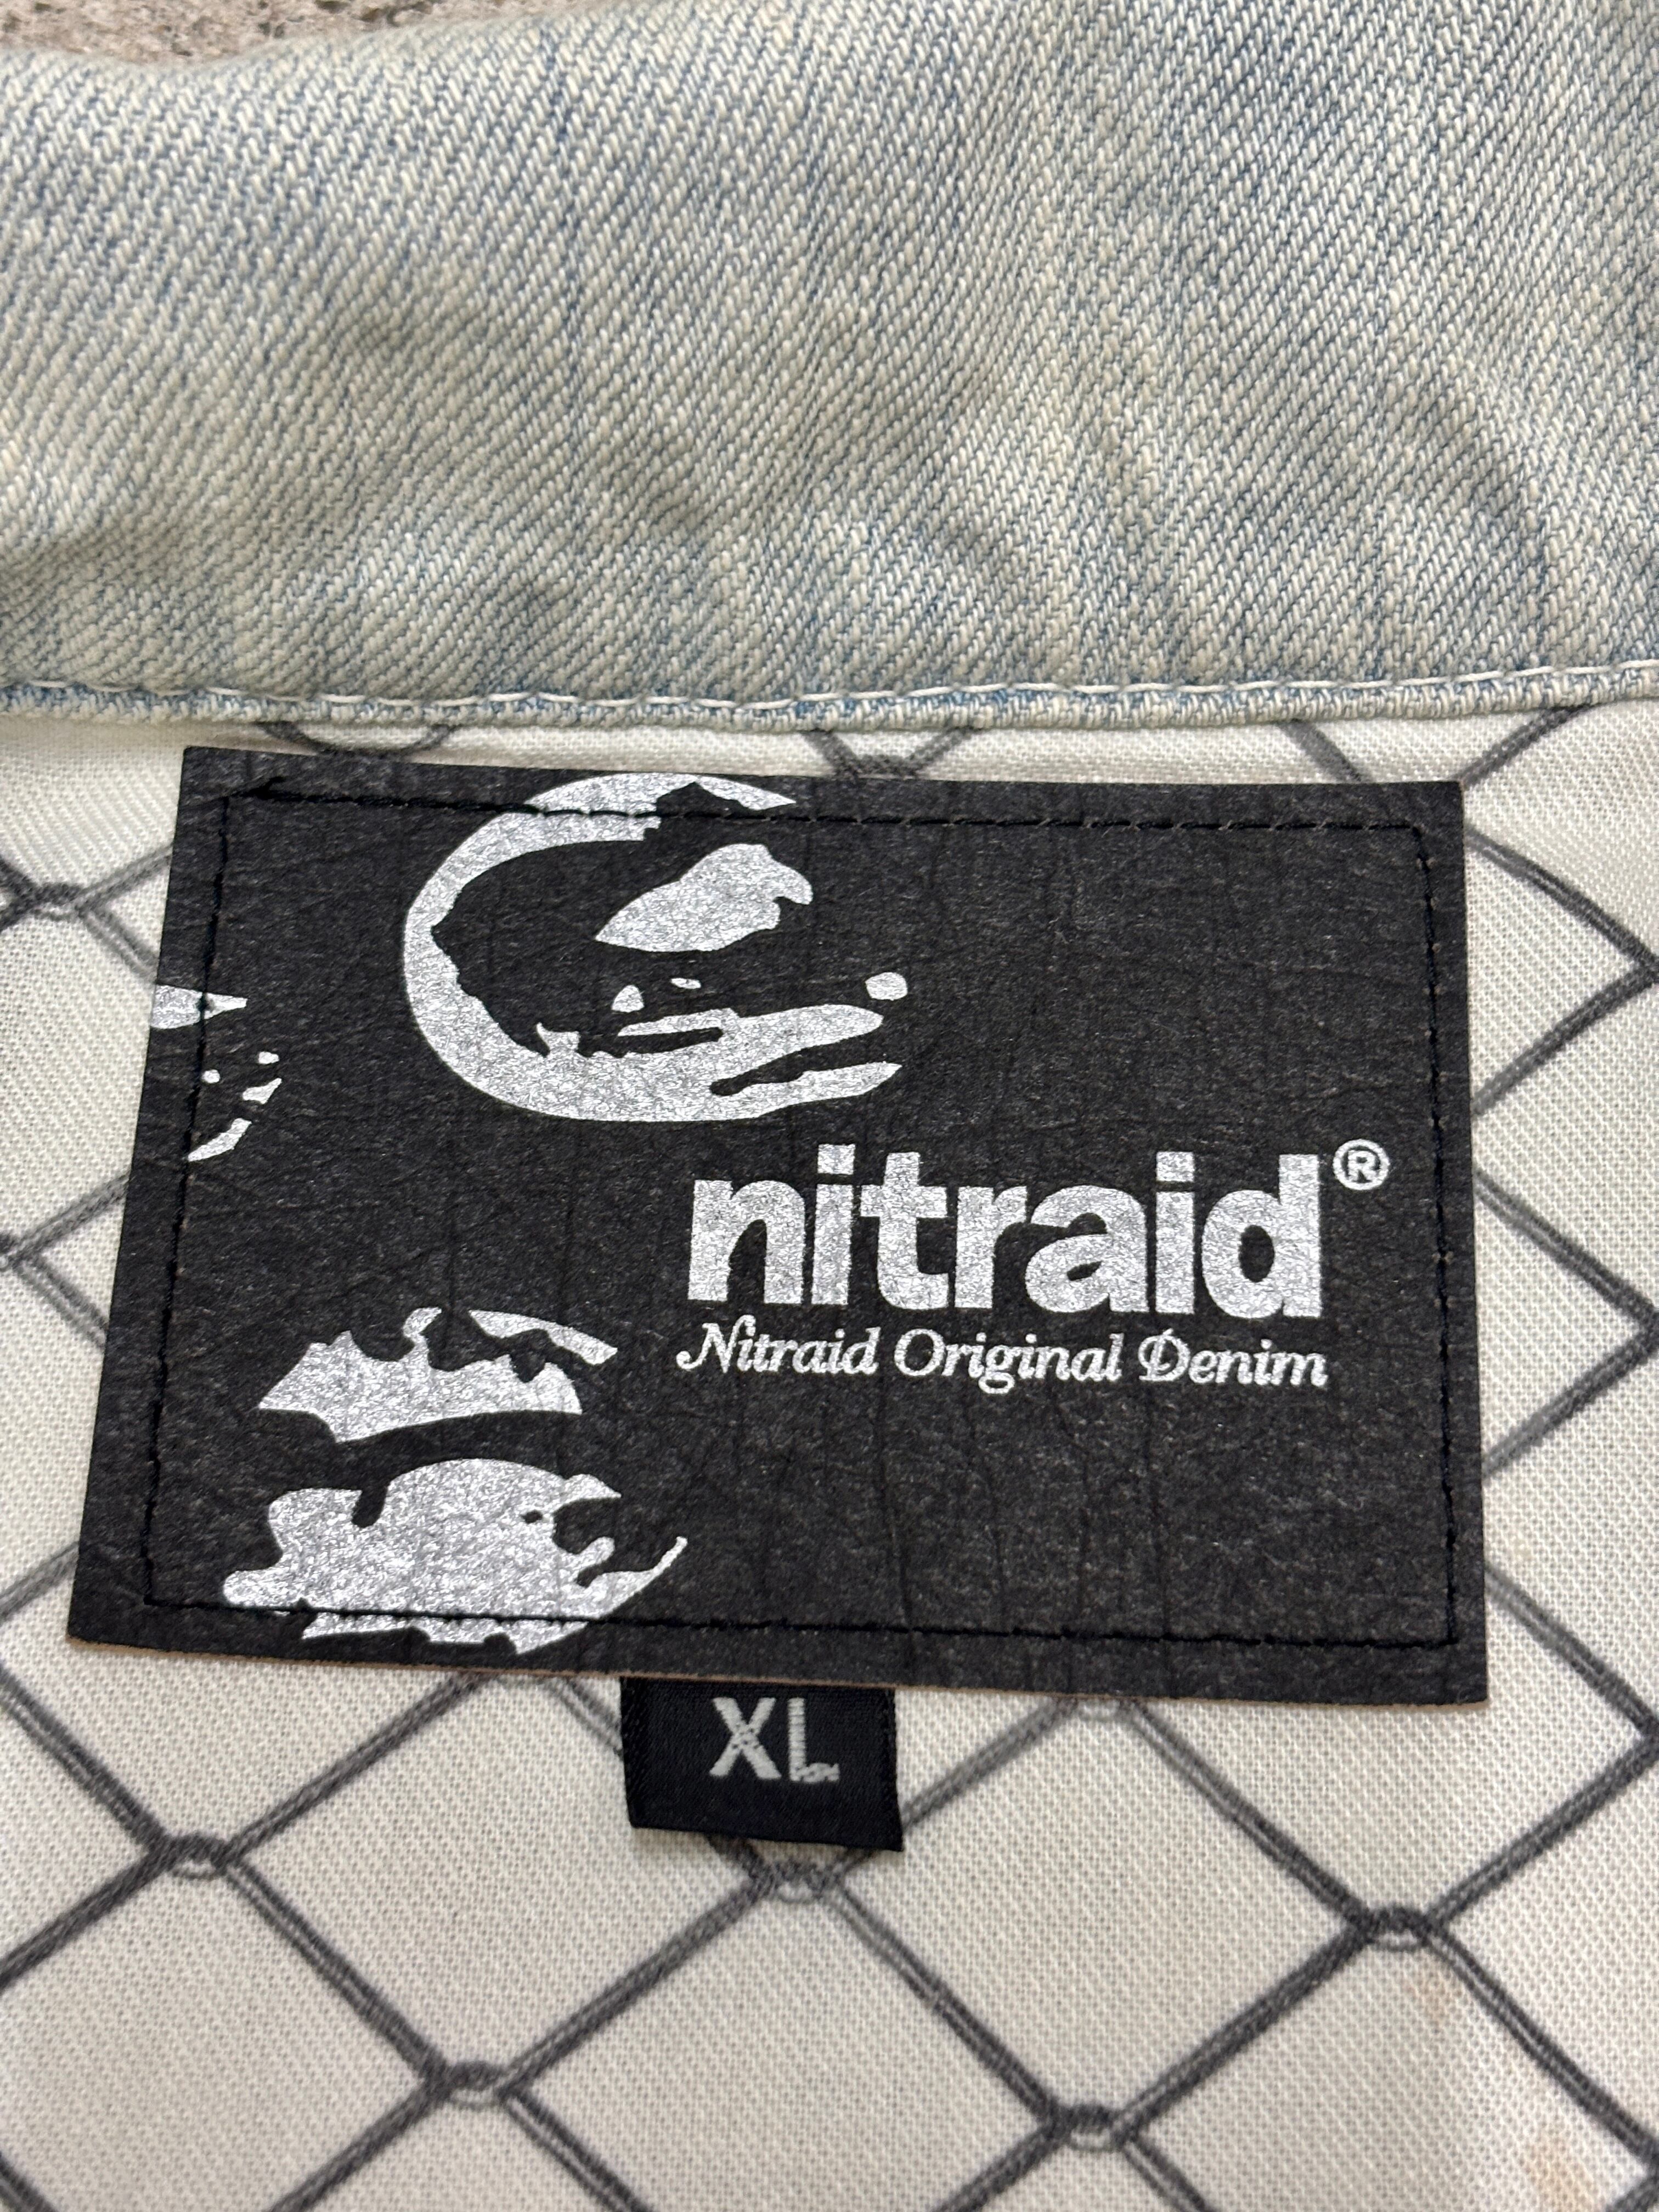 nitraid®
Nitraid Original Denim
XL